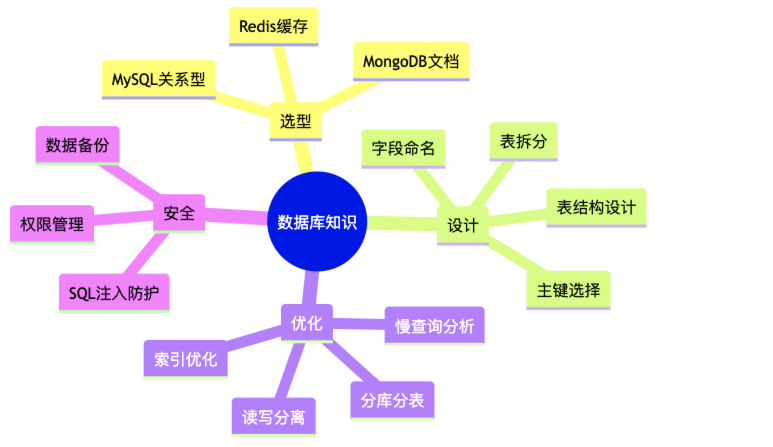 Redis缓存
MongoDB文档
MySQL关系型
选型
数据备份
字段命名
表拆分
安全
权限管理
数据库知识
设计
表结构设计
SQL注入防护
主键选择
优化
慢查询分析
索引优化
分库分表
读写分离